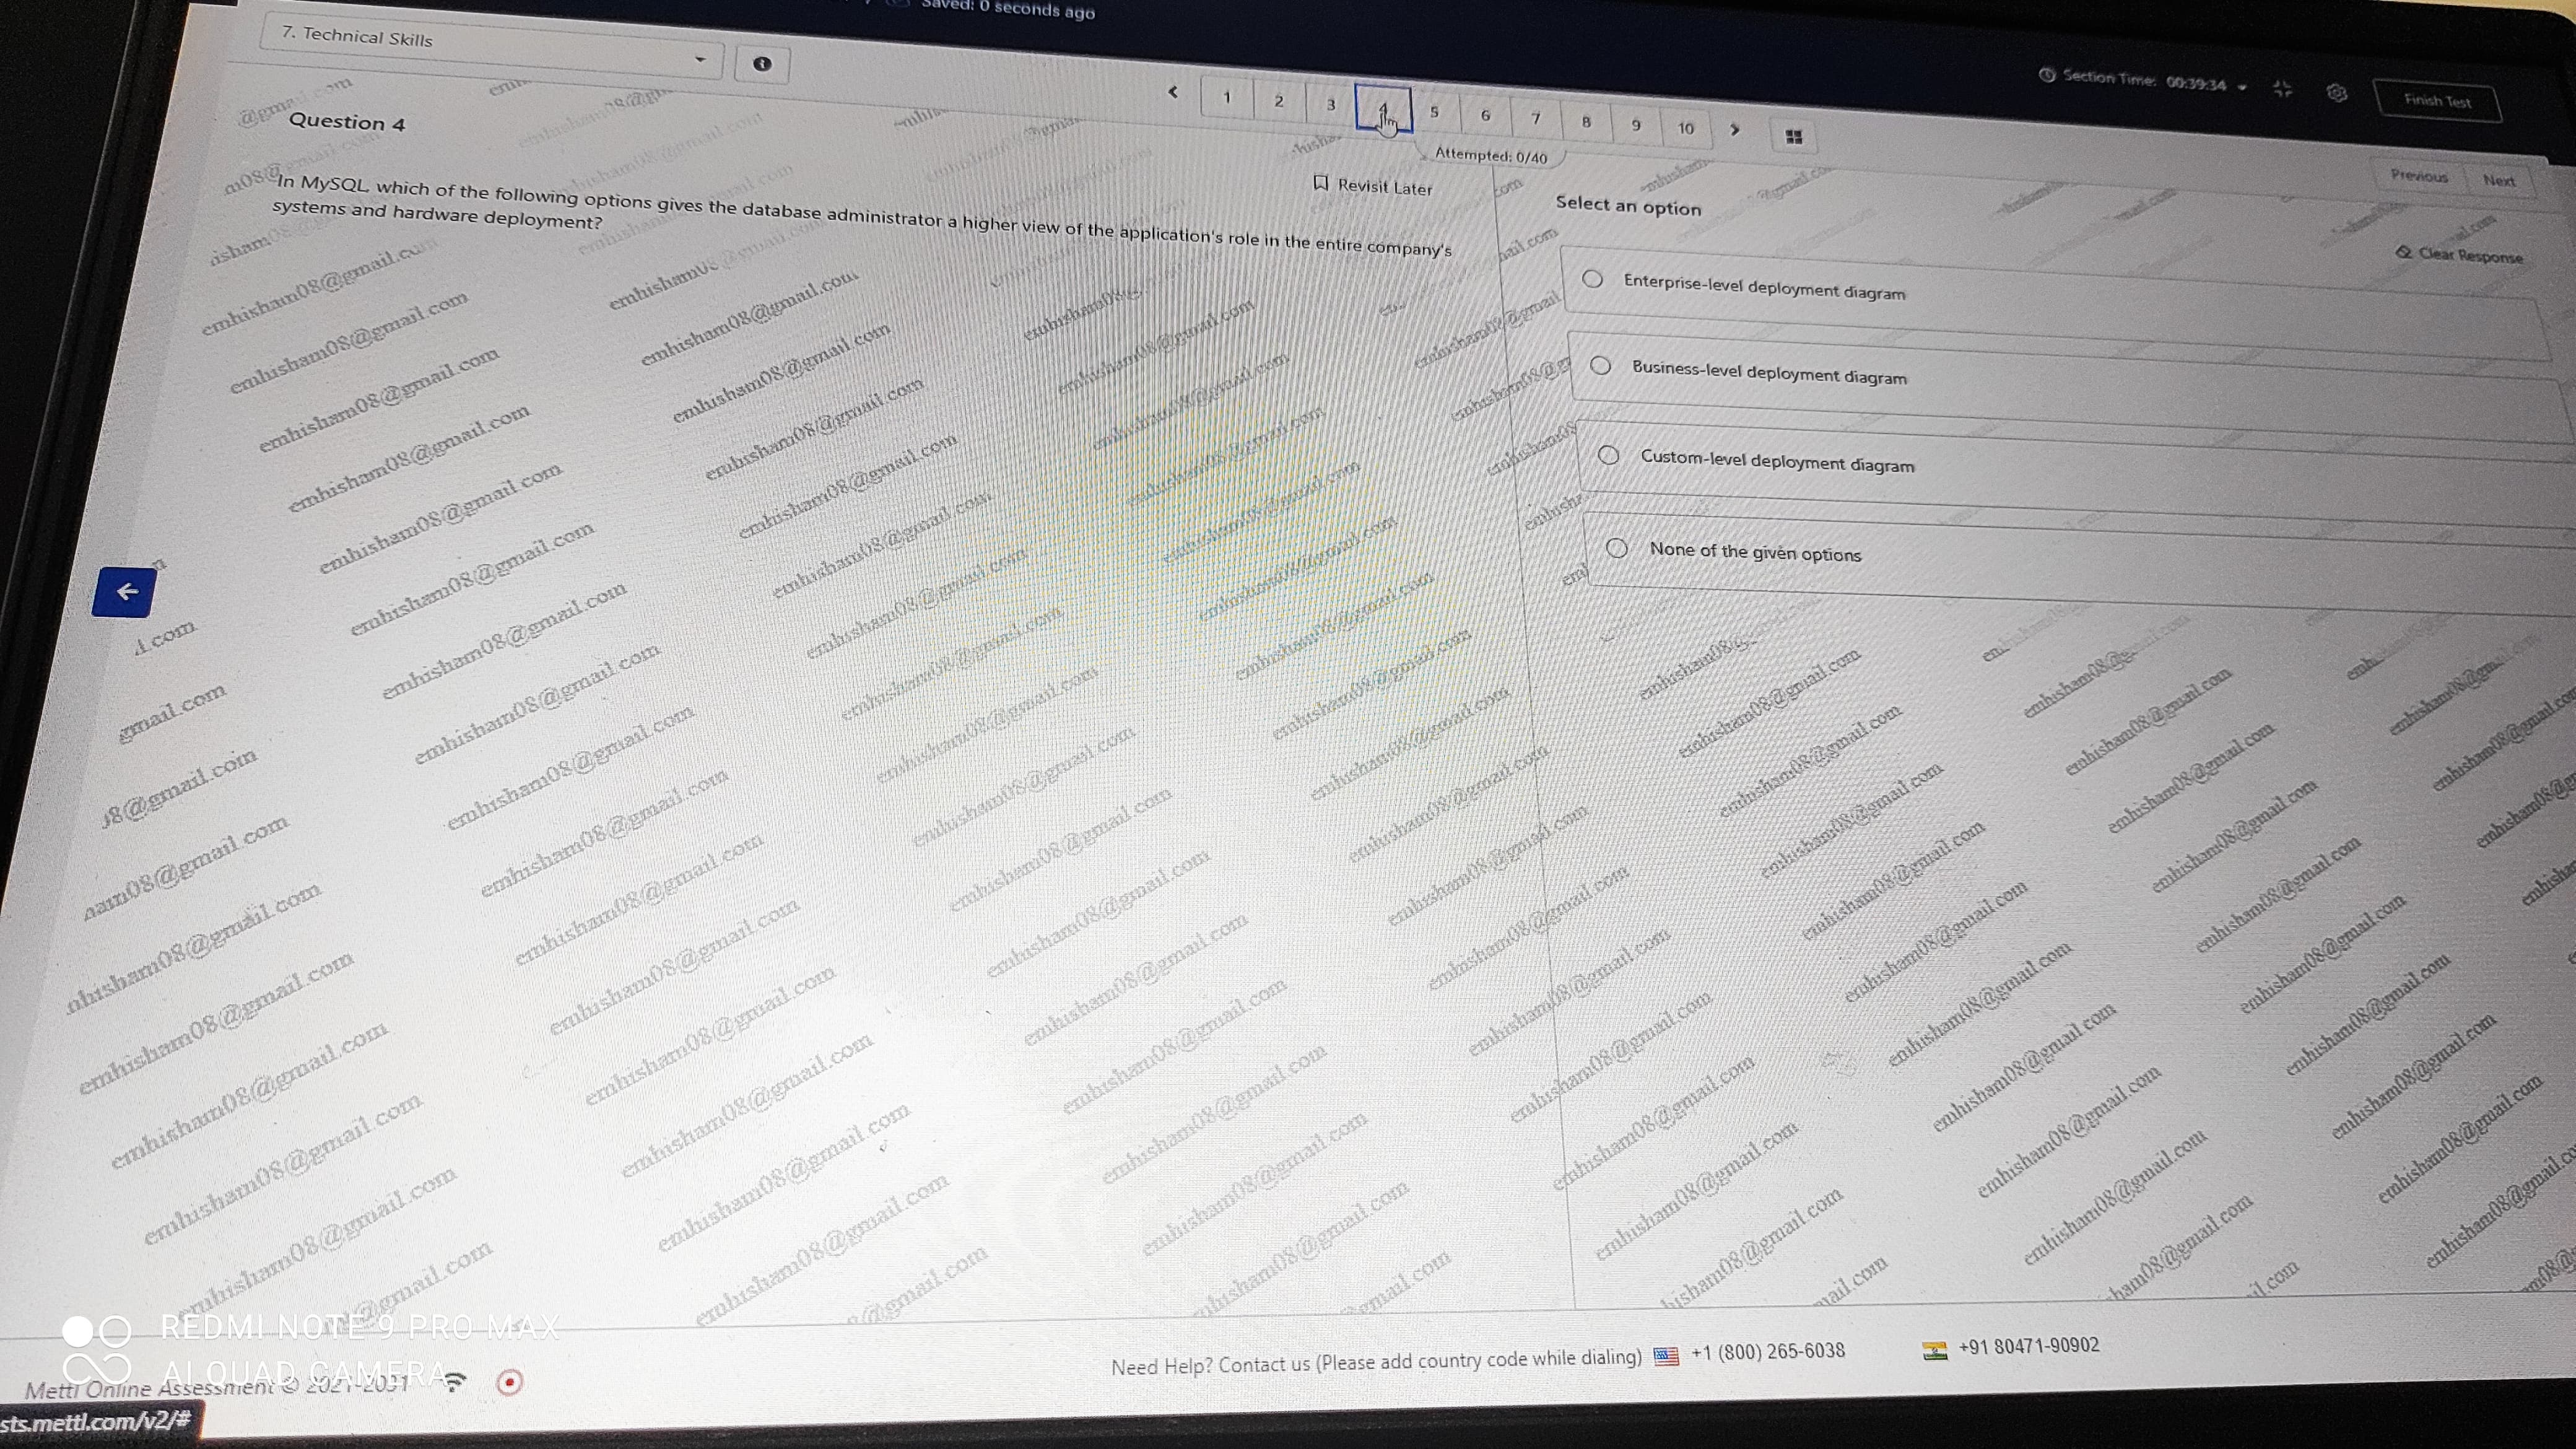 Saved: 0 seconds ago
7. Technical Skills
1 2 3 4 5 6 7 8 9 10
Section Time: 00:39:34
Finish Test
Attempted: 0/40
Question 4
Revisit Later
Previous
Next
In MySQL, which of the following options gives the database administrator a higher view of the application's role in the entire company's
systems and hardware deployment?
Select an option
Clear Response
Enterprise-level deployment diagram
Business-level deployment diagram
Custom-level deployment diagram
None of the given options
emhisham08@gmail.com
REDMI NOTE 9 PRO MAX
AI QUAD CAMERA
Need Help? Contact us (Please add country code while dialing) +1 (800) 265-6038 +91 80471-90902
Mettl Online Assessment © 2021-2031
sts.mettl.com/v2/#